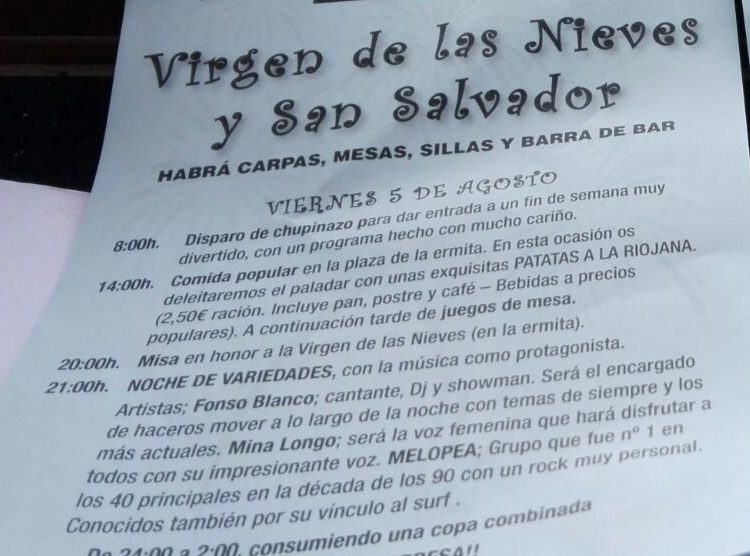 Virgen de las Nieves
y San Salvador
HABRÁ CARPAS, MESAS, SILLAS Y BARRA DE BAR
VIERNES 5 DE AGOSTO
8:00h. Disparo de chupinazo para dar entrada a un fin de semana muy
divertido, con un programa hecho con mucho cariño.
14:00h. Comida popular en la plaza de la ermita. En esta ocasión os
deleitaremos el paladar con unas exquisitas PATATAS A LA RIOJANA.
(2,50€ ración. Incluye pan, postre y café – Bebidas a precios
populares). A continuación tarde de juegos de mesa.
20:00h. Misa en honor a la Virgen de las Nieves (en la ermita).
21:00h. NOCHE DE VARIEDADES, con la música como protagonista.
Artistas; Fonso Blanco; cantante, Dj y showman. Será el encargado
de haceros mover a lo largo de la noche con temas de siempre y los
más actuales. Mina Longo; será la voz femenina que hará disfrutar a
todos con su impresionante voz. MELOPEA; Grupo que fue nº 1 en
los 40 principales en la década de los 90 con un rock muy personal.
Conocidos también por su vínculo al surf .
De 24:00 a 2:00, consumiendo una copa combinada